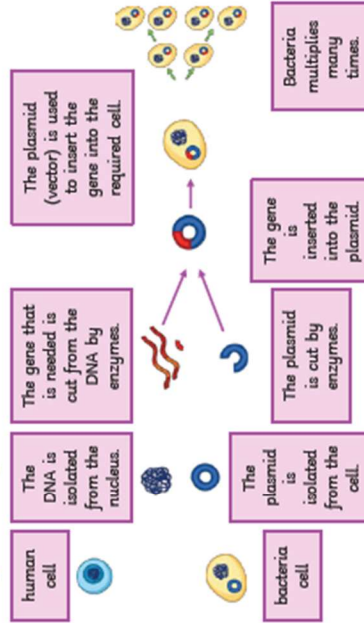 human
cell
The
DNA is
isolated
from the
nucleus.
The gene that
is needed is
cut from the
DNA by
enzymes.
The plasmid
(vector) is used
to insert the
gene into the
required cell.
bacteria
cell
The
plasmid
is
isolated
from the
cell.
The plasmid
is cut by
enzymes.
The gene
is
inserted
into the
plasmid.
Bacteria
multiplies
many
times.